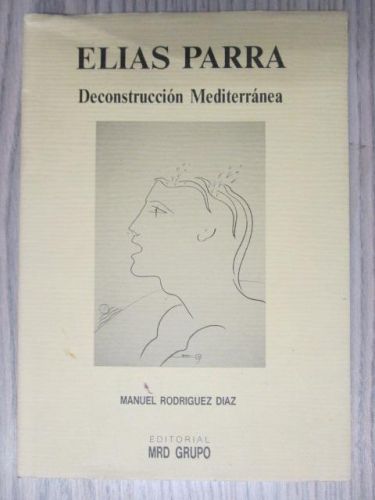 ELIAS PARRA
Deconstrucción Mediterránea
MANUEL RODRIGUEZ DIAZ
EDITORIAL
MRD GRUPO